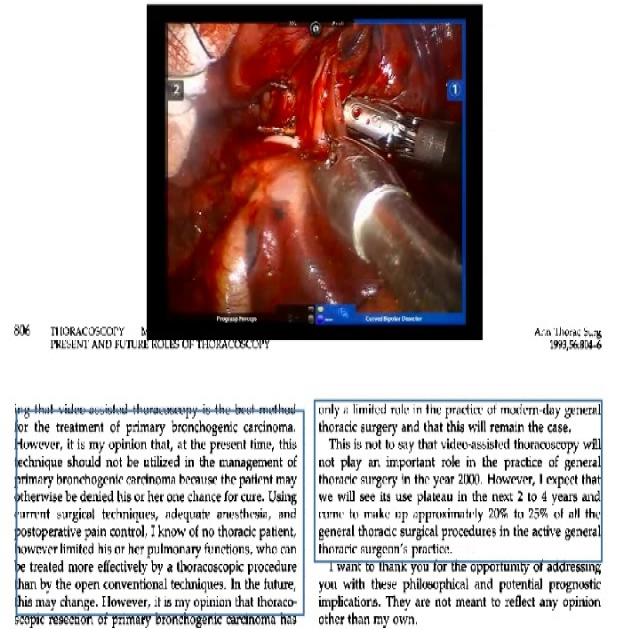 2
1
Prograsp Forceps
Curved Bipolar Dissector
806 THORACOSCOPY M
PRESENT AND FUTURE ROLES OF THORACOSCOPY
Ann Thorac Surg
1993;56:804-6
ing that video-assisted thoracoscopy is the best method
for the treatment of primary bronchogenic carcinoma.
However, it is my opinion that, at the present time, this
technique should not be utilized in the management of
primary bronchogenic carcinoma because the patient may
otherwise be denied his or her one chance for cure. Using
current surgical techniques, adequate anesthesia, and
postoperative pain control, I know of no thoracic patient,
however limited his or her pulmonary functions, who can
be treated more effectively by a thoracoscopic procedure
than by the open conventional techniques. In the future,
this may change. However, it is my opinion that thoraco-
scopic resection of primary bronchogenic carcinoma has
only a limited role in the practice of modern-day general
thoracic surgery and that this will remain the case.
This is not to say that video-assisted thoracoscopy will
not play an important role in the practice of general
thoracic surgery in the year 2000. However, I expect that
we will see its use plateau in the next 2 to 4 years and
come to make up approximately 20% to 25% of all the
general thoracic surgical procedures in the active general
thoracic surgeon's practice.
I want to thank you for the opportunity of addressing
you with these philosophical and potential prognostic
implications. They are not meant to reflect any opinion
other than my own.